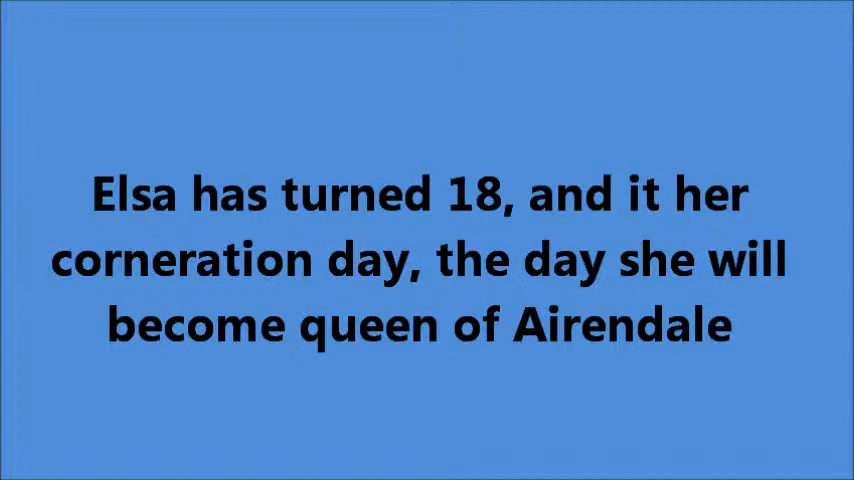 Elsa has turned 18, and it her
corneration day, the day she will
become queen of Airendale